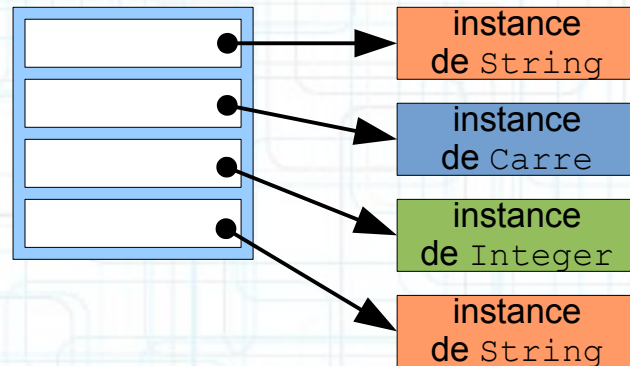 instance
de String
instance
de Carre
instance
de Integer
instance
de String